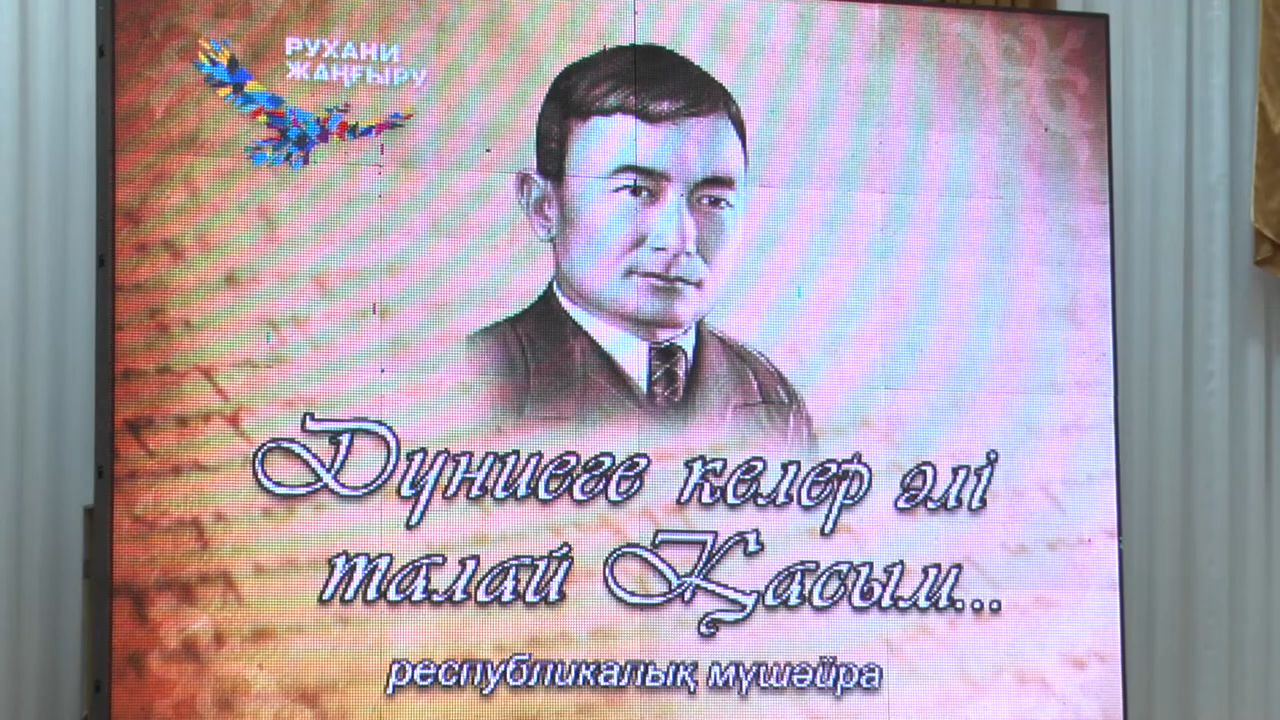 РУХАНИ
ЖАҢҒЫРУ
Дүниеге келер әлі
талай Қасым...
республикалық мүшәйра